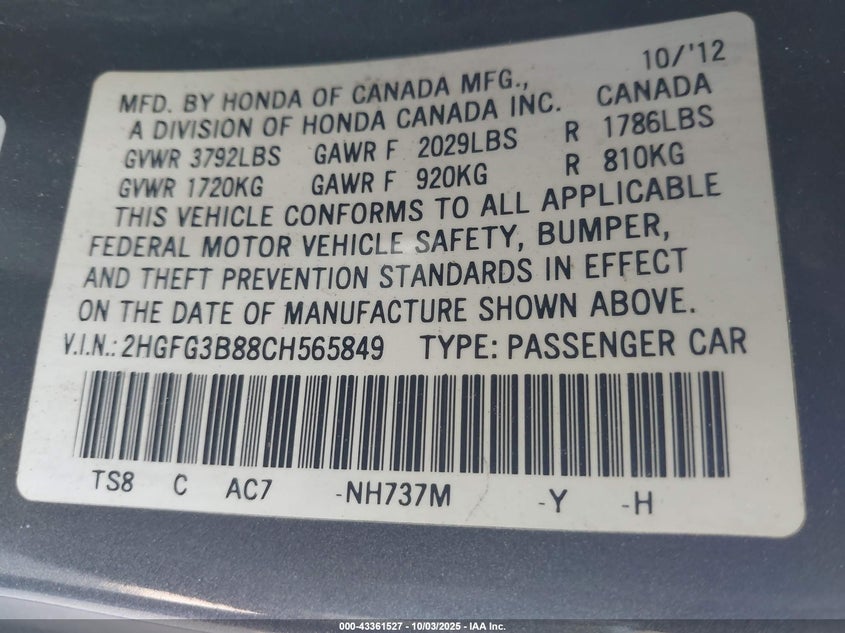 10/'12
MFD. BY HONDA OF CANADA MFG., CANADA
A DIVISION OF HONDA CANADA INC.
GVWR 3792LBS GAWR F 2029LBS R 1786LBS
GVWR 1720KG GAWR F 920KG R 810KG
THIS VEHICLE CONFORMS TO ALL APPLICABLE
FEDERAL MOTOR VEHICLE SAFETY, BUMPER,
AND THEFT PREVENTION STANDARDS IN EFFECT
ON THE DATE OF MANUFACTURE SHOWN ABOVE.
V.I.N.: 2HGFG3B88CH565849 TYPE: PASSENGER CAR
TS8 C AC7 -NH737M -Y -H
000-43361527 - 10/03/2025 - IAA Inc.